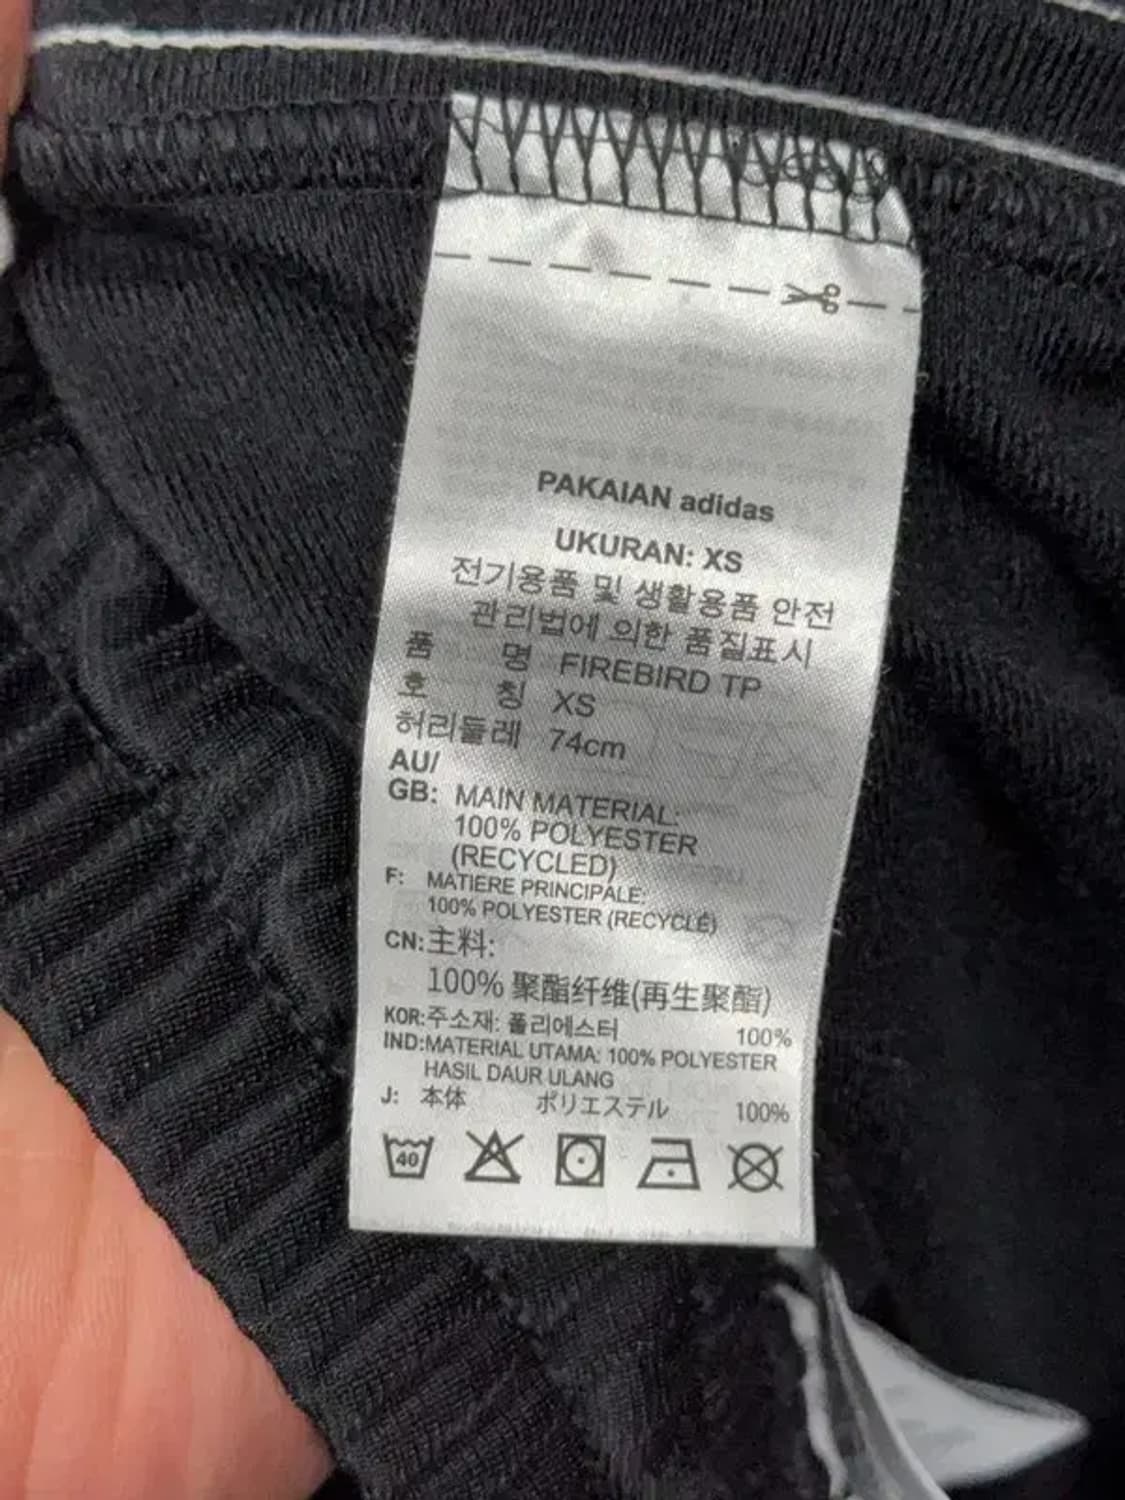 PAKAIAN adidas
UKURAN: XS
전기용품 및 생활용품 안전
관리법에 의한 품질표시
품 명 FIREBIRD TP
호 칭 XS
허리둘레 74cm
AU/
GB: MAIN MATERIAL:
100% POLYESTER
(RECYCLED)
F: MATIERE PRINCIPALE:
100% POLYESTER (RECYCLÉ)
CN:主料:
100% 聚酯纤维(再生聚酯)
KOR:주소재: 폴리에스터 100%
IND:MATERIAL UTAMA: 100% POLYESTER
HASIL DAUR ULANG
J: 本体 ポリエステル 100%
40